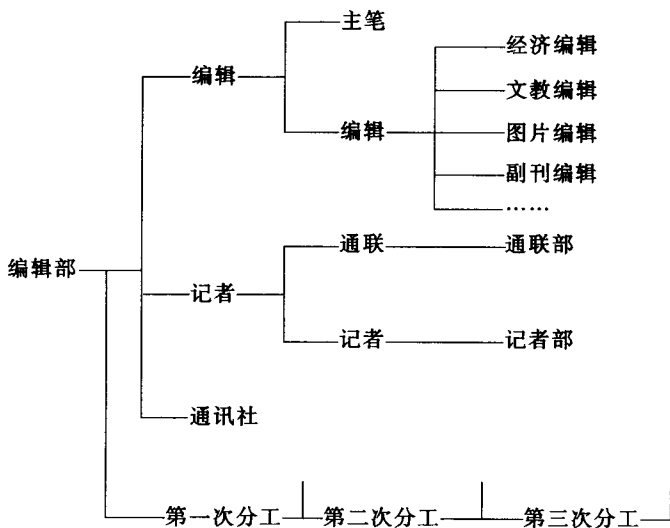 主笔
经济编辑
编辑
文教编辑
编辑
图片编辑
副刊编辑
……
通联
通联部
编辑部
记者
记者
记者部
通讯社
第一次分工
第二次分工
第三次分工